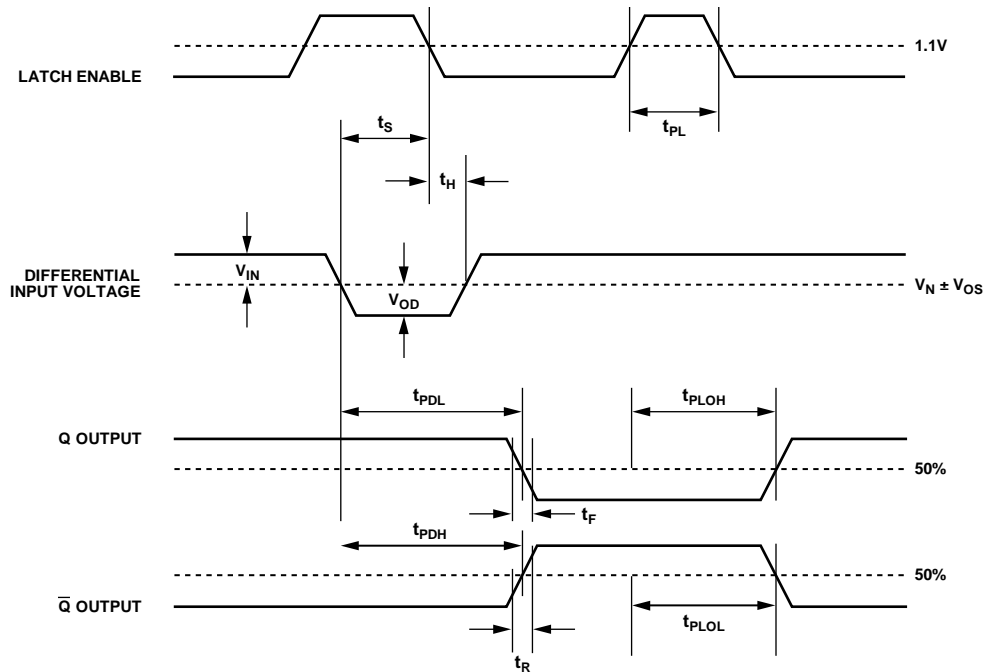 1.1V
LATCH ENABLE
tS
tPL
tH
VIN
DIFFERENTIAL
INPUT VOLTAGE
VOD
VN ± VOS
tPDL
tPLOH
Q OUTPUT
50%
tF
tPDH
50%
Q̅ OUTPUT
tPLOL
tR